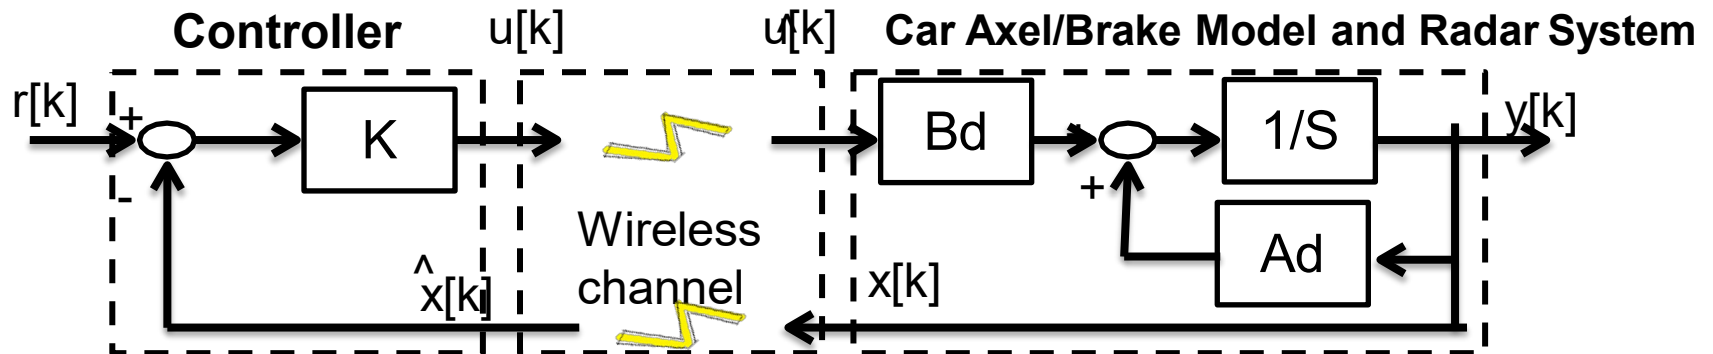 Controller
u[k]
û[k]
Car Axel/Brake Model and Radar System
r[k]
+
-
K
Bd
+
+
1/S
y[k]
Ad
Wireless
channel
x̂[k]
x[k]